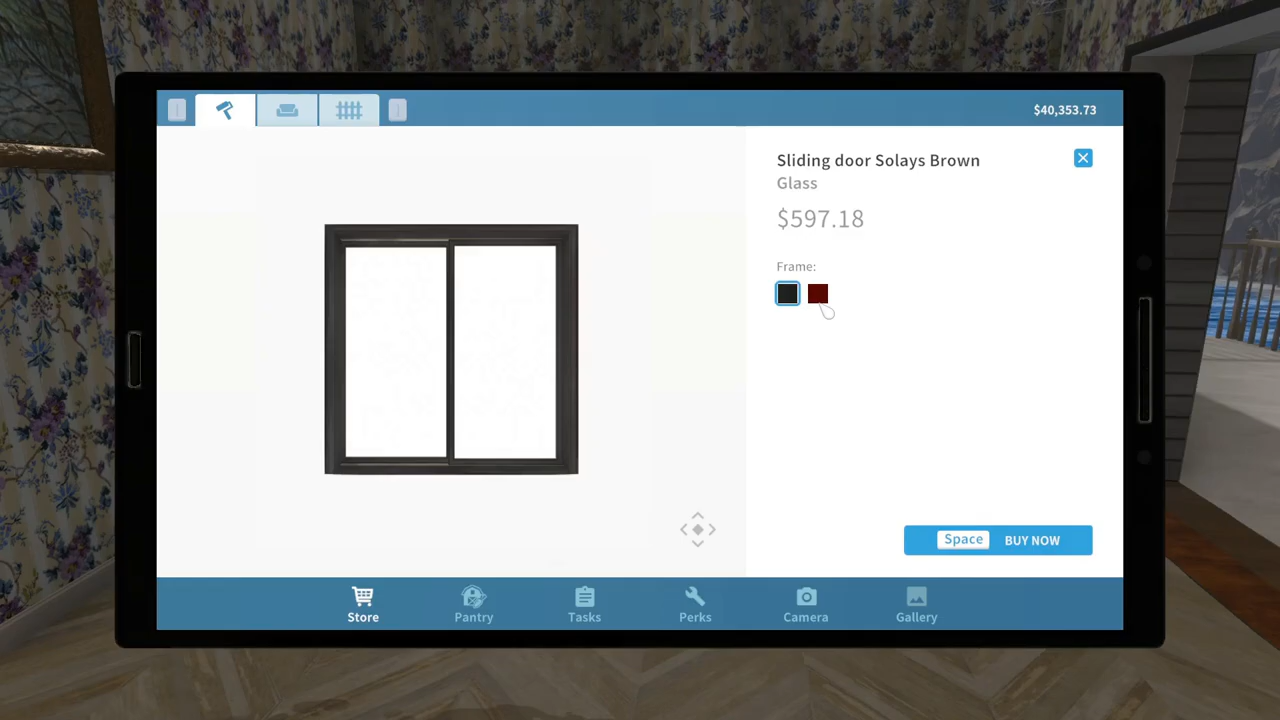 $40,353.73
Sliding door Solays Brown
Glass
$597.18
Frame:
Space BUY NOW
Store
Pantry
Tasks
Perks
Camera
Gallery